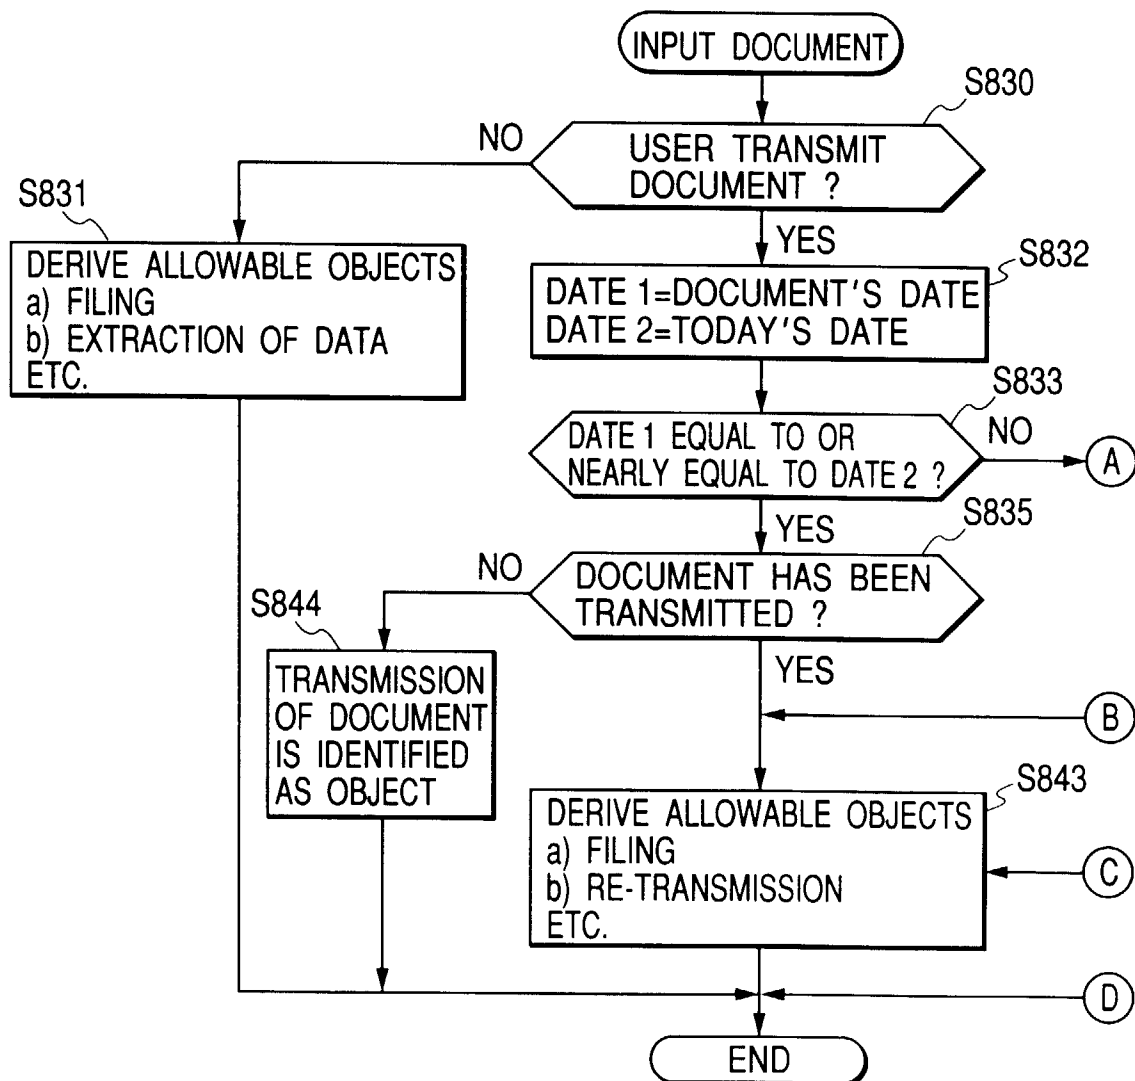 INPUT DOCUMENT
S830
NO
USER TRANSMIT
DOCUMENT ?
S831
YES
DERIVE ALLOWABLE OBJECTS
a) FILING
b) EXTRACTION OF DATA
ETC.
S832
DATE 1=DOCUMENT'S DATE
DATE 2=TODAY'S DATE
S833
DATE 1 EQUAL TO OR
NEARLY EQUAL TO DATE 2 ?
NO
A
YES
S835
NO
DOCUMENT HAS BEEN
TRANSMITTED ?
S844
YES
TRANSMISSION
OF DOCUMENT
IS IDENTIFIED
AS OBJECT
B
S843
DERIVE ALLOWABLE OBJECTS
a) FILING
b) RE-TRANSMISSION
ETC.
C
D
END